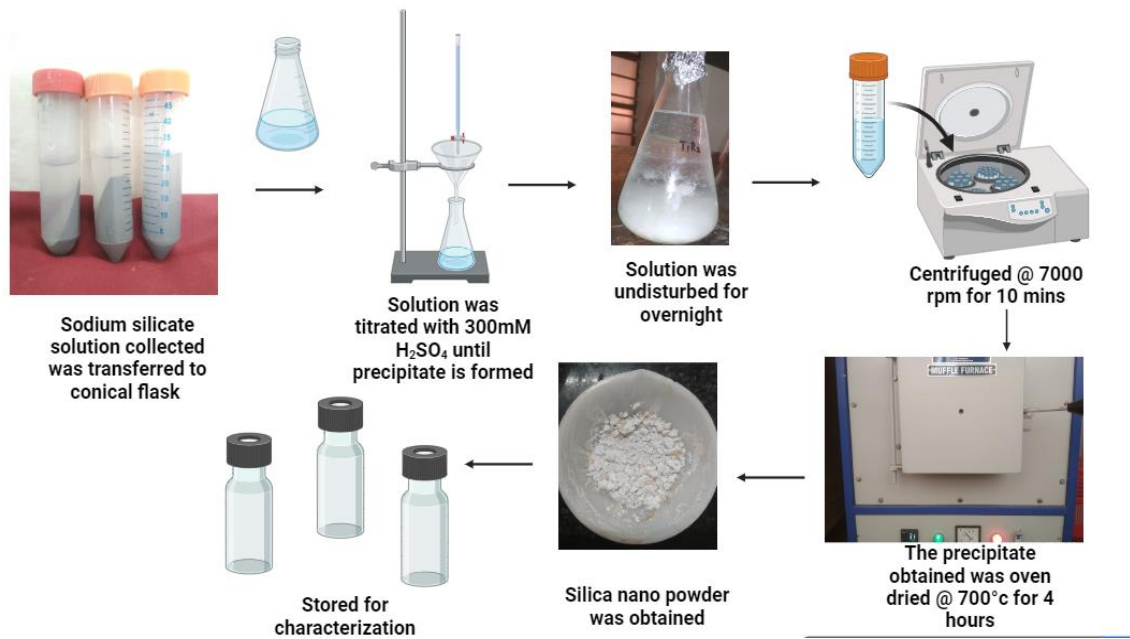 Sodium silicate
solution collected
was transferred to
conical flask
Solution was
titrated with 300mM
H₂SO₄ until
precipitate is formed
TrR2
Solution was
undisturbed for
overnight
Centrifuged @ 7000
rpm for 10 mins
MUFFLE FURNACE
The precipitate
obtained was oven
dried @ 700°c for 4
hours
Silica nano powder
was obtained
Stored for
characterization